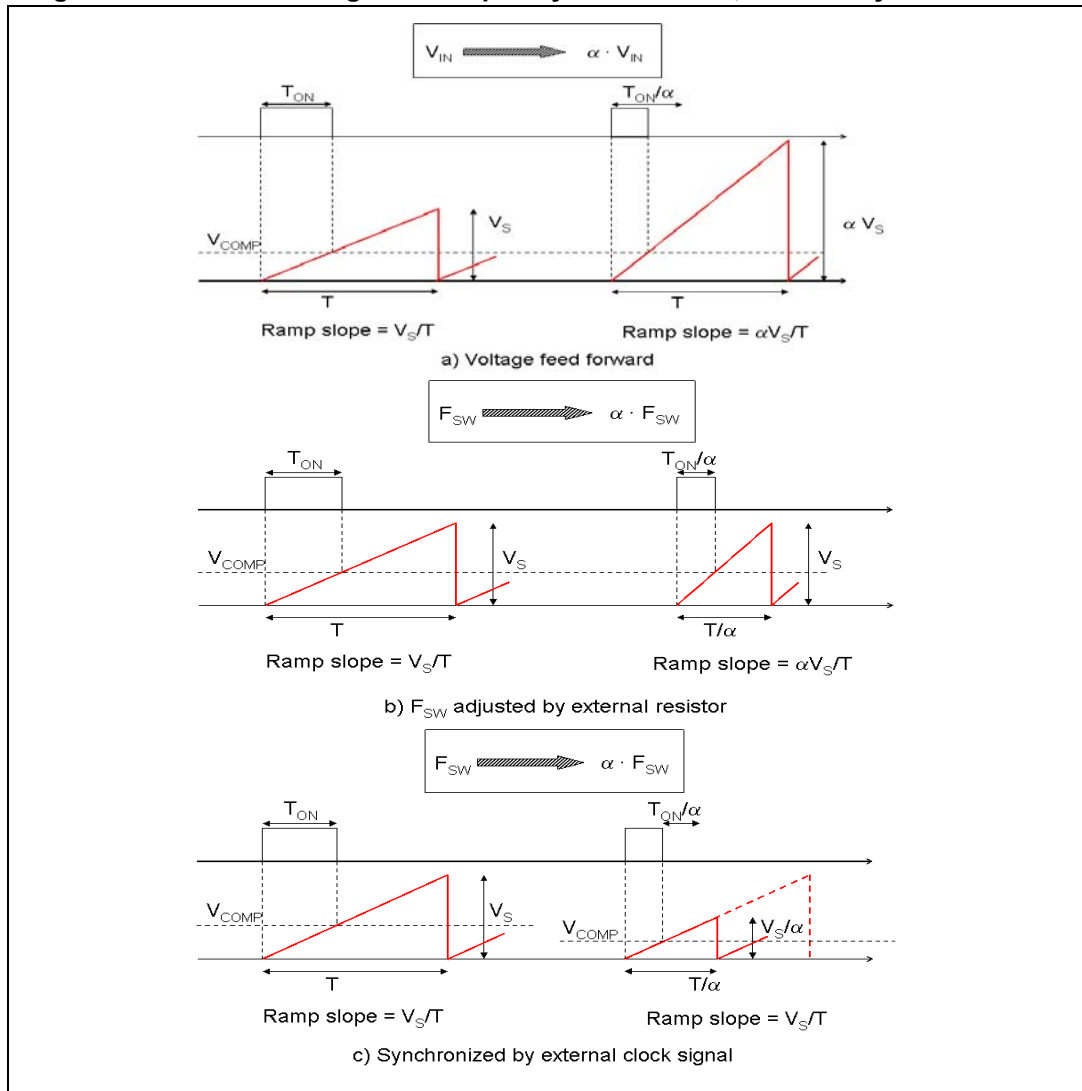 V_IN α · V_IN
T_ON T_ON/α
V_S
V_COMP α V_S
T T
Ramp slope = V_S/T Ramp slope = αV_S/T
a) Voltage feed forward
F_SW α · F_SW
T_ON T_ON/α
V_COMP V_S V_S
T T/α
Ramp slope = V_S/T Ramp slope = αV_S/T
b) F_SW adjusted by external resistor
F_SW α · F_SW
T_ON T_ON/α
V_COMP V_S V_COMP V_S/α
T T/α
Ramp slope = V_S/T Ramp slope = V_S/T
c) Synchronized by external clock signal